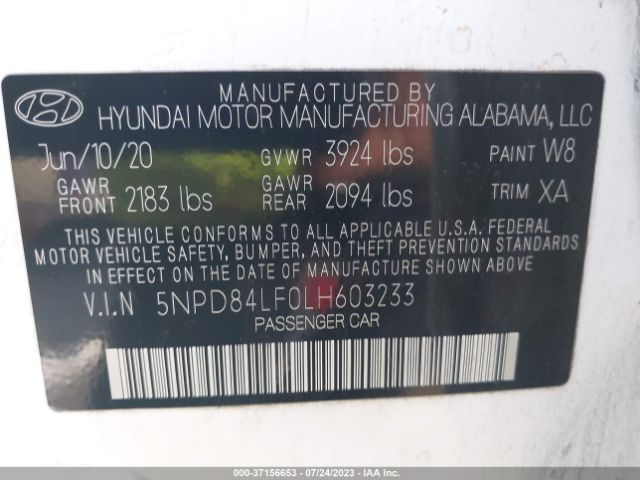 MANUFACTURED BY
HYUNDAI MOTOR MANUFACTURING ALABAMA, LLC
Jun/10/20 GVWR 3924 lbs PAINT W8
GAWR FRONT 2183 lbs GAWR REAR 2094 lbs TRIM XA
THIS VEHICLE CONFORMS TO ALL APPLICABLE U.S.A. FEDERAL
MOTOR VEHICLE SAFETY, BUMPER, AND THEFT PREVENTION STANDARDS
IN EFFECT ON THE DATE OF MANUFACTURE SHOWN ABOVE
V.I.N 5NPD84LF0LH603233
PASSENGER CAR
000-37156653 - 07/24/2023 - IAA Inc.